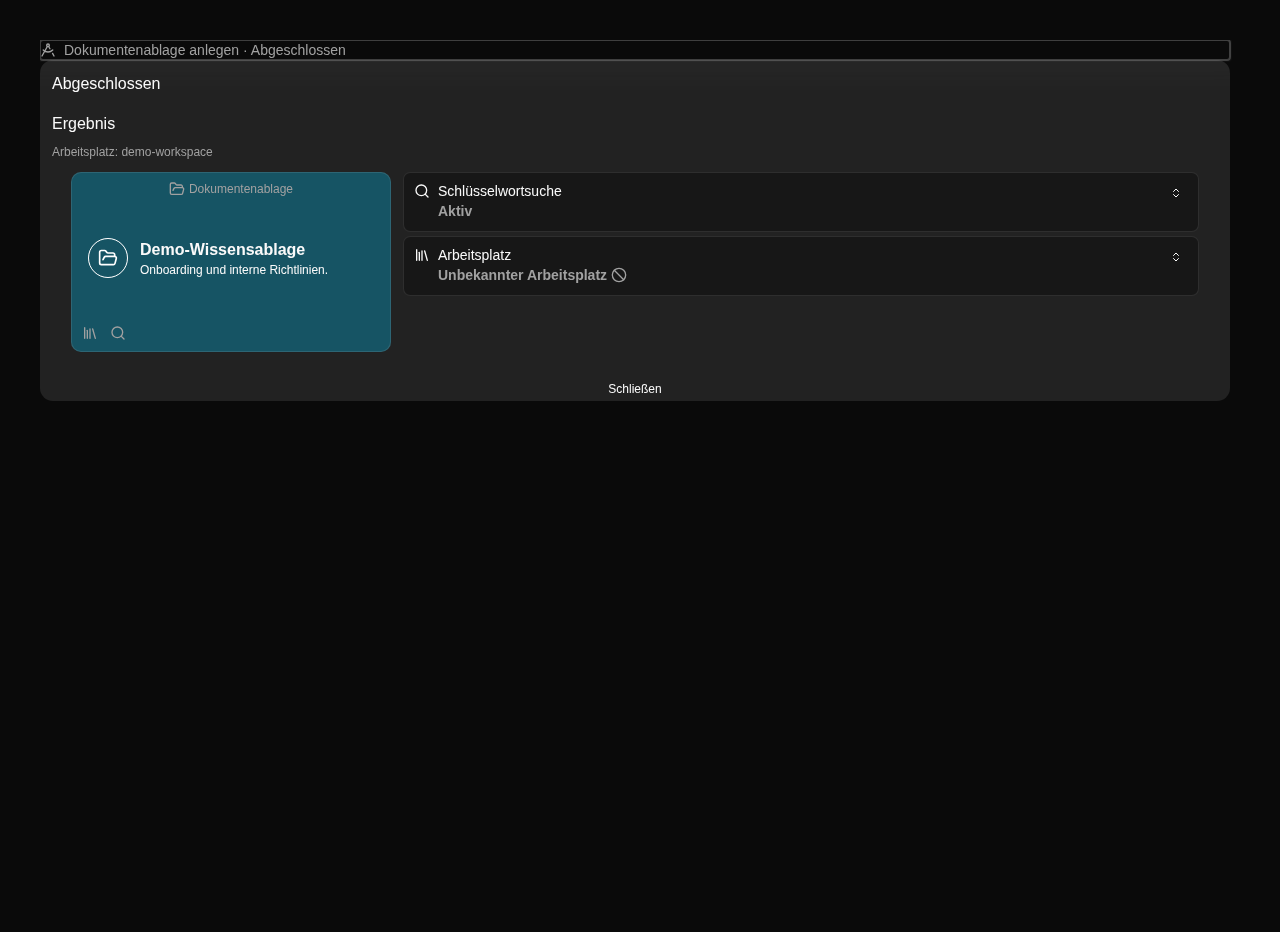 Dokumentenablage anlegen · Abgeschlossen
Abgeschlossen
Ergebnis
Arbeitsplatz: demo-workspace
Dokumentenablage
Demo-Wissensablage
Onboarding und interne Richtlinien.
Schlüsselwortsuche
Aktiv
Arbeitsplatz
Unbekannter Arbeitsplatz
Schließen